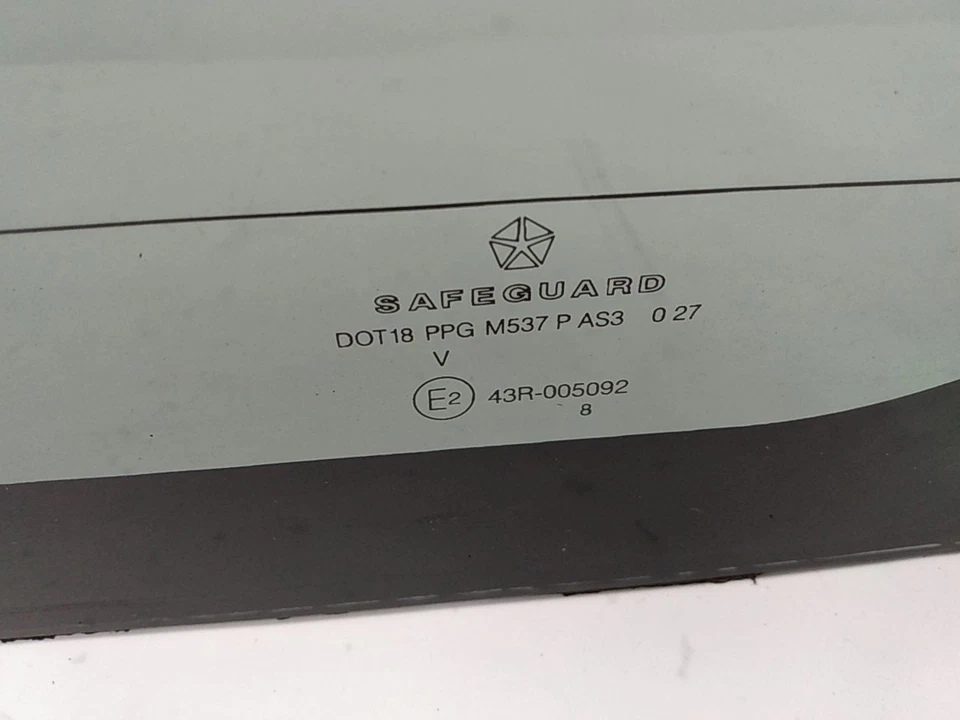 SAFEGUARD
DOT18 PPG M537 P AS3 0 27
V
E2 43R-005092
8